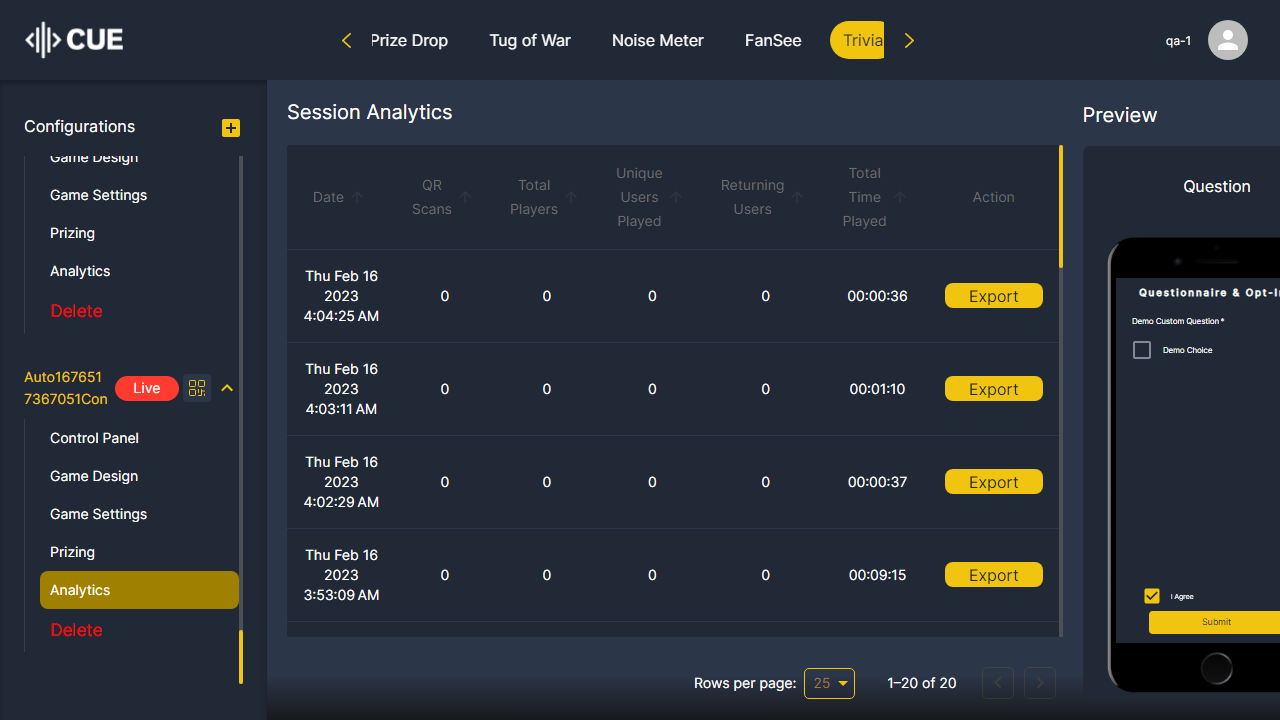 CUE
Prize Drop
Tug of War
Noise Meter
FanSee
Trivia
qa-1
Configurations
Game Design
Game Settings
Prizing
Analytics
Delete
Auto167651
7367051Con
Live
Control Panel
Game Design
Game Settings
Prizing
Analytics
Delete
Session Analytics
Date
QR
Scans
Total
Players
Unique
Users
Played
Returning
Users
Total
Time
Played
Action
Thu Feb 16
2023
4:04:25 AM
0
0
0
0
00:00:36
Export
Thu Feb 16
2023
4:03:11 AM
0
0
0
0
00:01:10
Export
Thu Feb 16
2023
4:02:29 AM
0
0
0
0
00:00:37
Export
Thu Feb 16
2023
3:53:09 AM
0
0
0
0
00:09:15
Export
Rows per page:
25
1–20 of 20
Preview
Question
Questionnaire & Opt-I
Demo Custom Question *
Demo Choice
I Agree
Submit